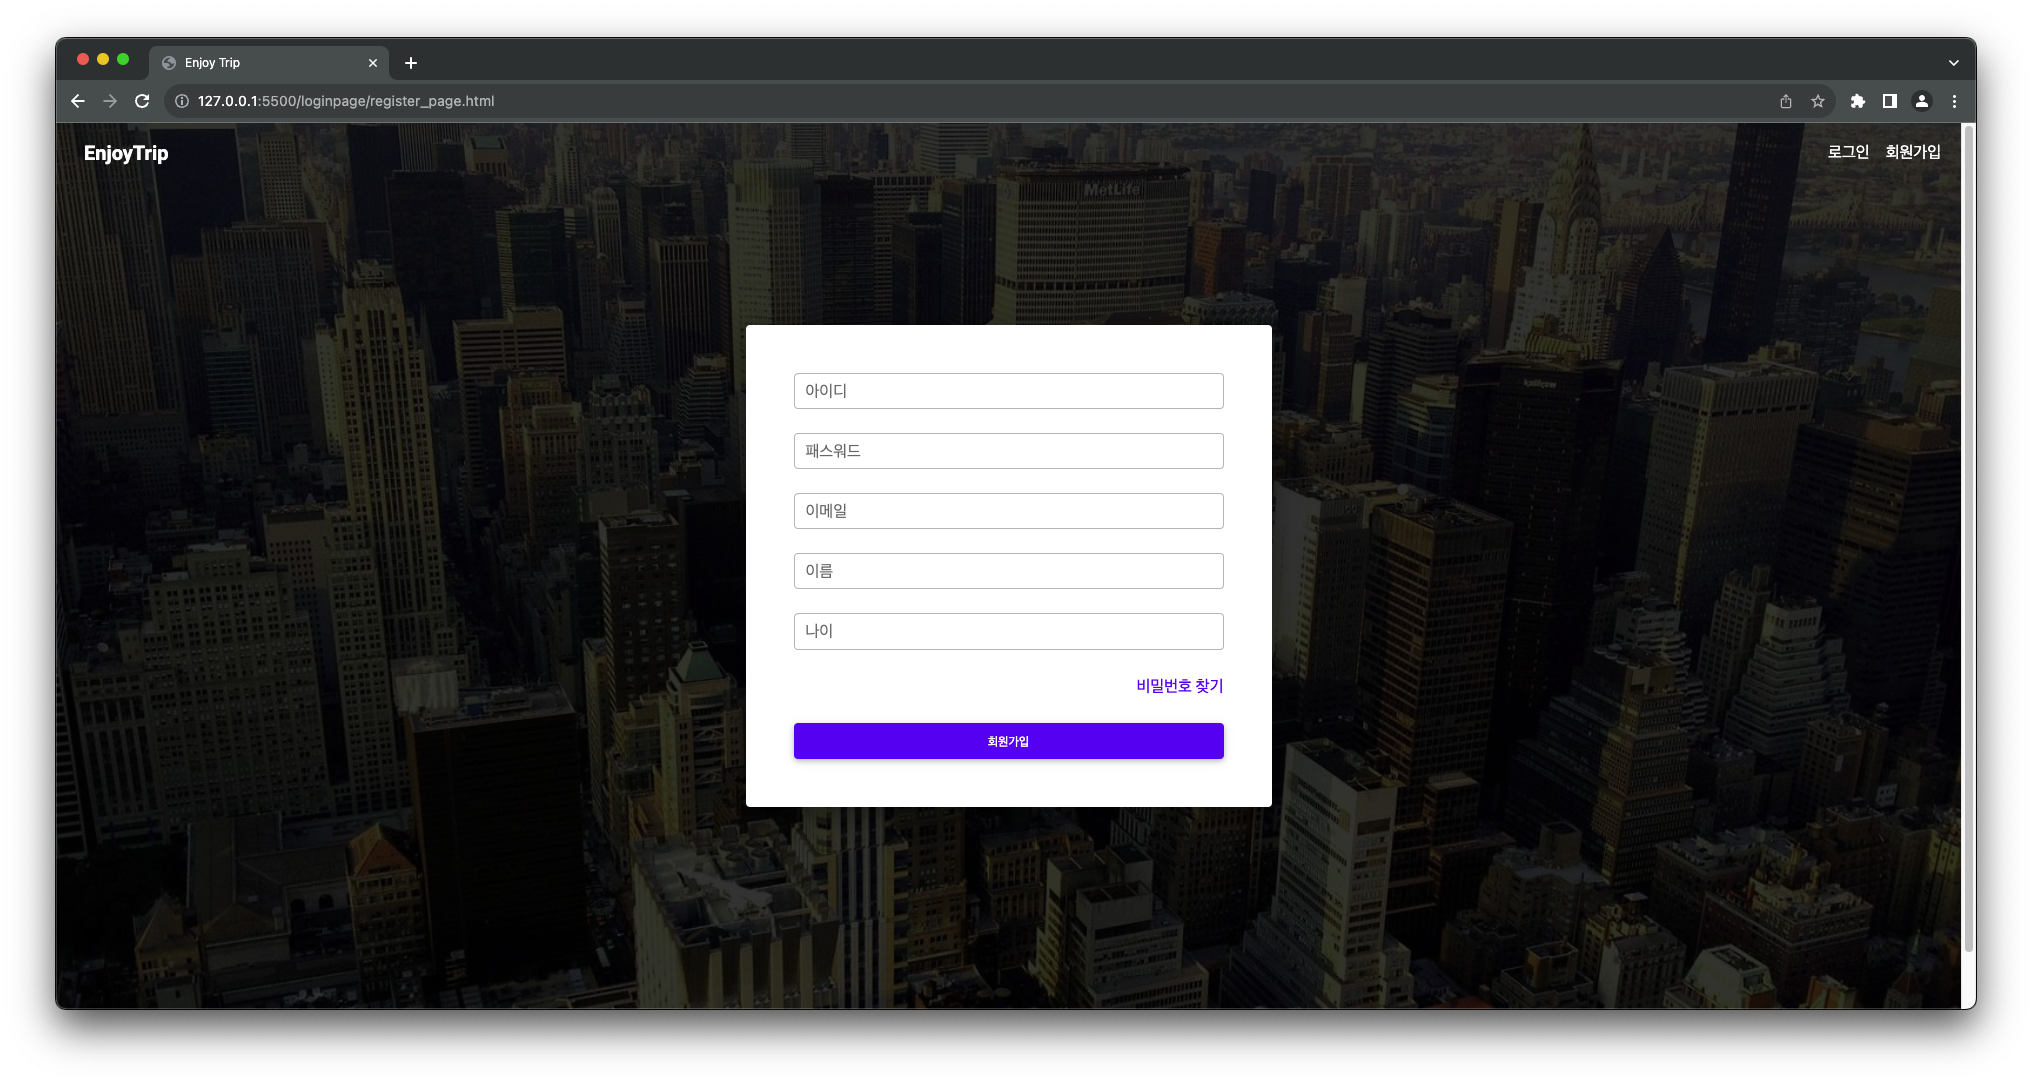 Enjoy Trip
127.0.0.1:5500/loginpage/register_page.html
EnjoyTrip
로그인 회원가입
MetLife
아이디
패스워드
이메일
이름
나이
비밀번호 찾기
회원가입